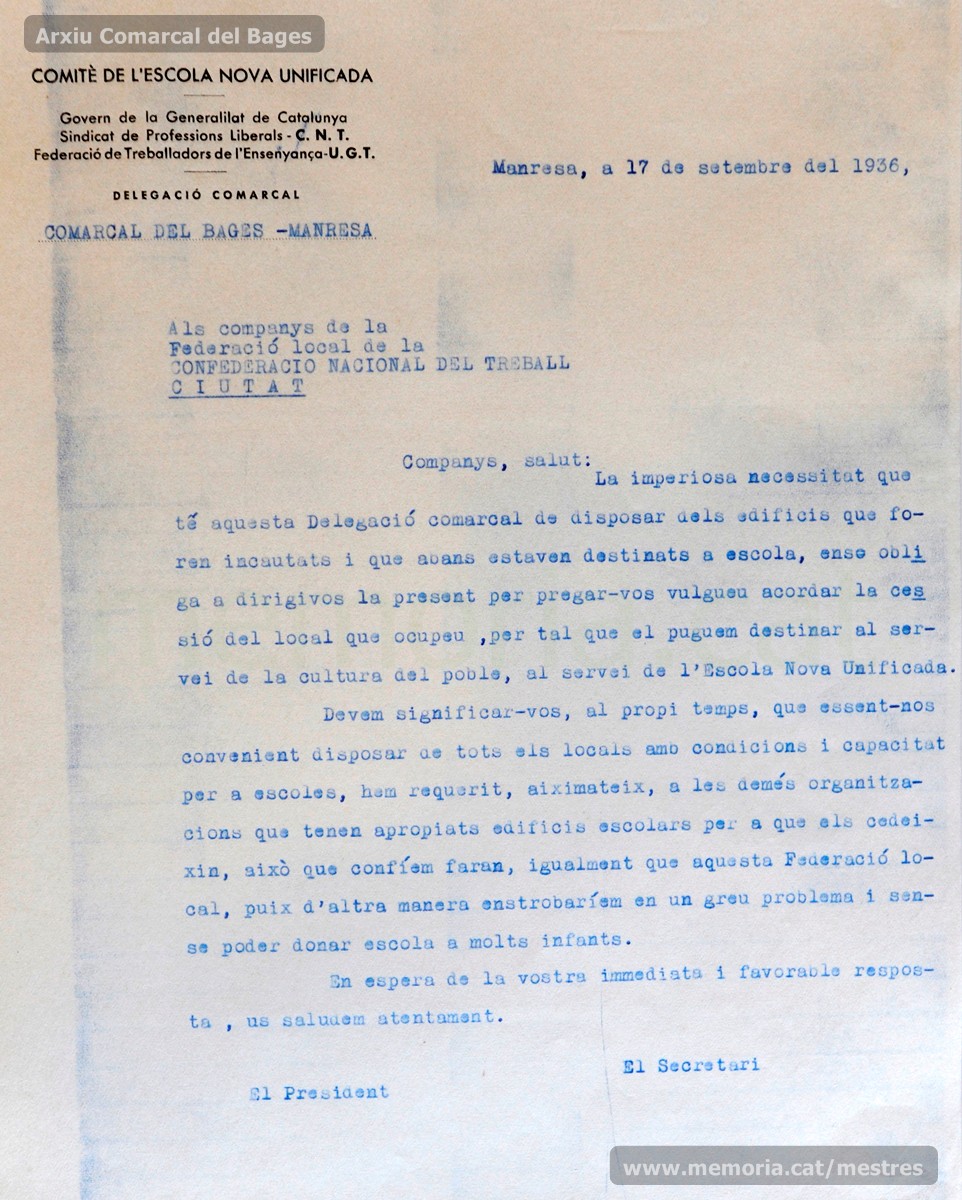 Arxiu Comarcal del Bages
COMITÈ DE L'ESCOLA NOVA UNIFICADA
Govern de la Generalilat de Catalunya
Sindicat de Professions Liberals - C. N. T.
Federació de Treballadors de l'Ensenyança-U.G.T.
DELEGACIÓ COMARCAL
COMARCAL DEL BAGES -MANRESA
Manresa, a 17 de setembre del 1936,
Als companys de la
Federació local de la
CONFEDERACIO NACIONAL DEL TREBALL
C I U T A T
Companys, salut:
La imperiosa necessitat que
té aquesta Delegació comarcal de disposar dels edificis que fo-
ren incautats i que abans estaven destinats a escola, ense obli
ga a dirigivos la present per pregar-vos vulgueu acordar la ces
sió del local que ocupeu ,per tal que el puguem destinar al ser-
vei de la cultura del poble, al servei de l'Escola Nova Unificada.
Devem significar-vos, al propi temps, que essent-nos
convenient disposar de tots els locals amb condicions i capacitat
per a escoles, hem requerit, aiximateix, a les demés organitza-
cions que tenen apropiats edificis escolars per a que els cedei-
xin, això que confíem faran, igualment que aquesta Federació lo-
cal, puix d'altra manera enstrobaríem en un greu problema i sen-
se poder donar escola a molts infants.
En espera de la vostra immediata i favorable respos-
ta , us saludem atentament.
El Secretari
El President
www.memoria.cat/mestres